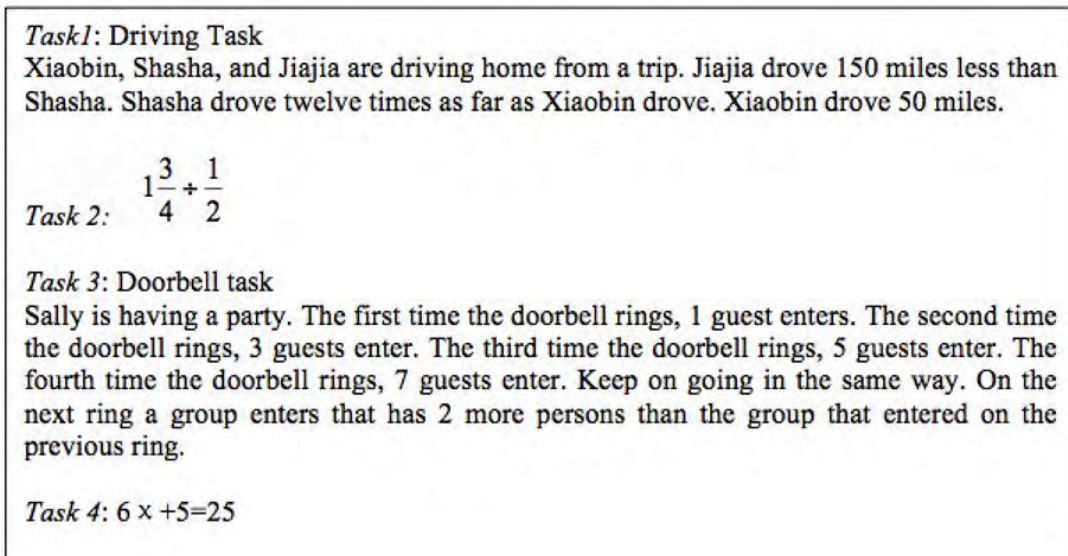 Task1: Driving Task
Xiaobin, Shasha, and Jiajia are driving home from a trip. Jiajia drove 150 miles less than
Shasha. Shasha drove twelve times as far as Xiaobin drove. Xiaobin drove 50 miles.
Task 2: 1 3/4 ÷ 1/2
Task 3: Doorbell task
Sally is having a party. The first time the doorbell rings, 1 guest enters. The second time
the doorbell rings, 3 guests enter. The third time the doorbell rings, 5 guests enter. The
fourth time the doorbell rings, 7 guests enter. Keep on going in the same way. On the
next ring a group enters that has 2 more persons than the group that entered on the
previous ring.
Task 4: 6 x +5=25